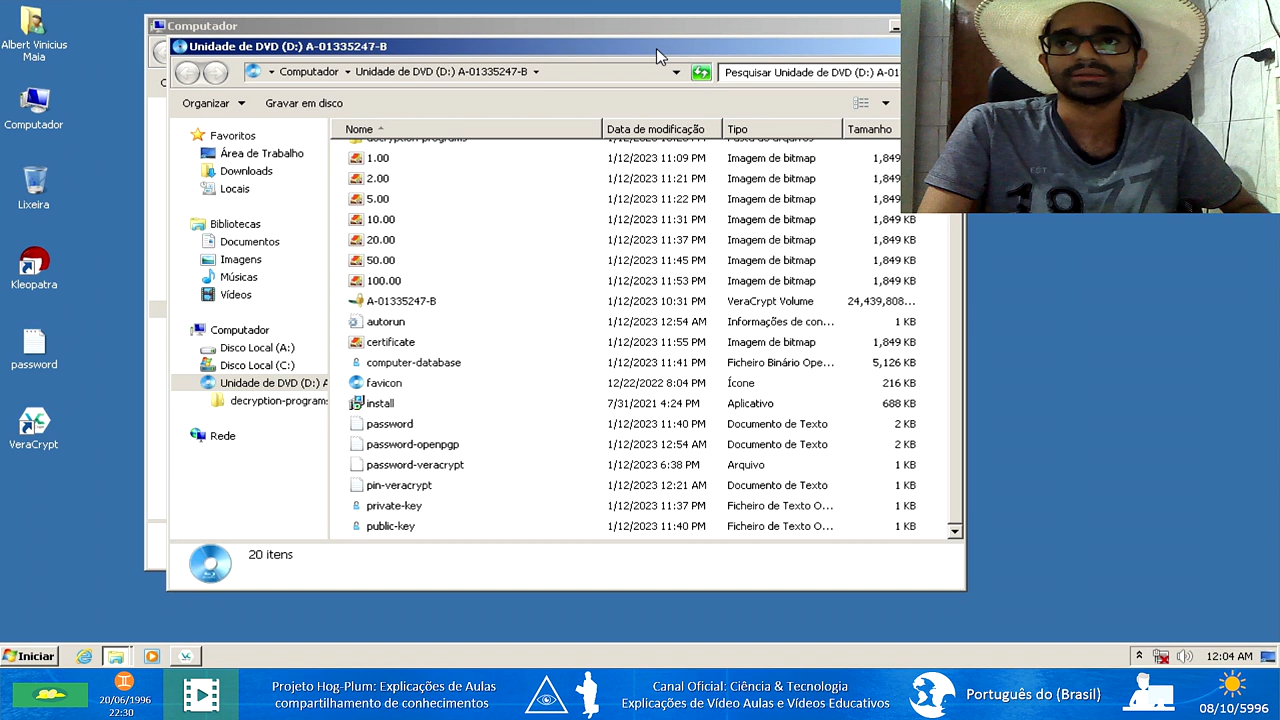 Albert Vinicius
Maia
Computador
Lixeira
Kleopatra
password
VeraCrypt
Computador
Unidade de DVD (D:) A-01335247-B
Computador
Unidade de DVD (D:) A-01335247-B
Pesquisar Unidade de DVD (D:) A-01
Organizar
Gravar em disco
Favoritos
Área de Trabalho
Downloads
Locais
Bibliotecas
Documentos
Imagens
Músicas
Vídeos
Computador
Disco Local (A:)
Disco Local (C:)
Unidade de DVD (D:) A
decryption-programs
Rede
Nome Data de modificação Tipo Tamanho
1.00 1/12/2023 11:09 PM Imagem de bitmap 1,849 KB
2.00 1/12/2023 11:21 PM Imagem de bitmap 1,849 KB
5.00 1/12/2023 11:22 PM Imagem de bitmap 1,849 KB
10.00 1/12/2023 11:31 PM Imagem de bitmap 1,849 KB
20.00 1/12/2023 11:37 PM Imagem de bitmap 1,849 KB
50.00 1/12/2023 11:45 PM Imagem de bitmap 1,849 KB
100.00 1/12/2023 11:53 PM Imagem de bitmap 1,849 KB
A-01335247-B 1/12/2023 10:31 PM VeraCrypt Volume 24,439,808...
autorun 1/12/2023 12:54 AM Informações de con... 1 KB
certificate 1/12/2023 11:55 PM Imagem de bitmap 1,849 KB
computer-database 1/12/2023 11:41 PM Ficheiro Binário Ope... 5,126 KB
favicon 12/22/2022 8:04 PM Ícone 216 KB
install 7/31/2021 4:24 PM Aplicativo 688 KB
password 1/12/2023 11:40 PM Documento de Texto 2 KB
password-openpgp 1/12/2023 12:54 AM Documento de Texto 1 KB
password-veracrypt 1/12/2023 6:38 PM Arquivo 1 KB
pin-veracrypt 1/12/2023 12:21 AM Documento de Texto 1 KB
private-key 1/12/2023 11:37 PM Ficheiro de Texto O... 1 KB
public-key 1/12/2023 11:40 PM Ficheiro de Texto O... 1 KB
20 itens
Iniciar
12:04 AM
20/06/1996
22:30
Projeto Hog-Plum: Explicações de Aulas
compartilhamento de conhecimentos
Canal Oficial: Ciência & Tecnologia
Explicações de Vídeo Aulas e Vídeos Educativos
Português do (Brasil)
08/10/5996